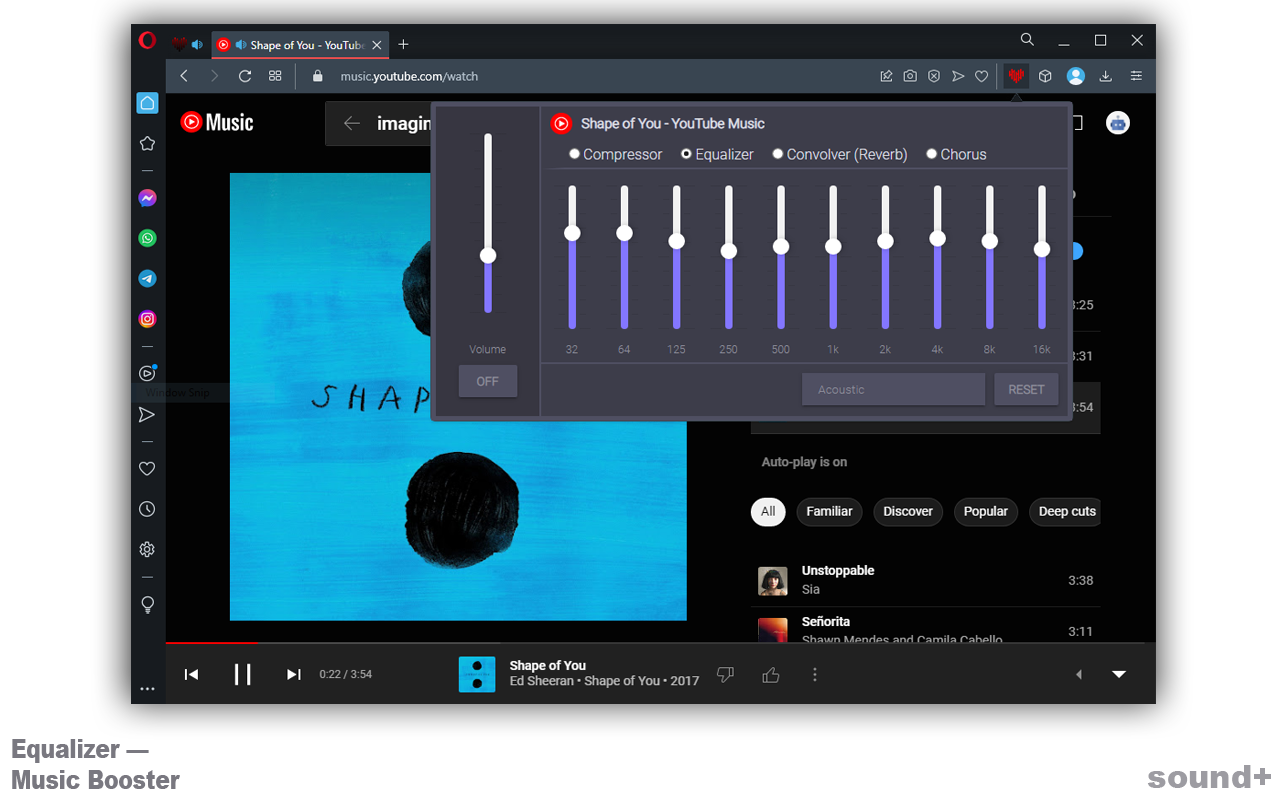 Shape of You - YouTube
music.youtube.com/watch
Music
imagin
Shape of You - YouTube Music
Compressor Equalizer Convolver (Reverb) Chorus
Volume
OFF
32 64 125 250 500 1k 2k 4k 8k 16k
Acoustic RESET
SHAP
Window Snip
3:25
3:31
3:54
Auto-play is on
All Familiar Discover Popular Deep cuts
Unstoppable
Sia
3:38
Señorita
Shawn Mendes and Camila Cabello
3:11
0:22 / 3:54
Shape of You
Ed Sheeran • Shape of You • 2017
Equalizer —
Music Booster
sound+